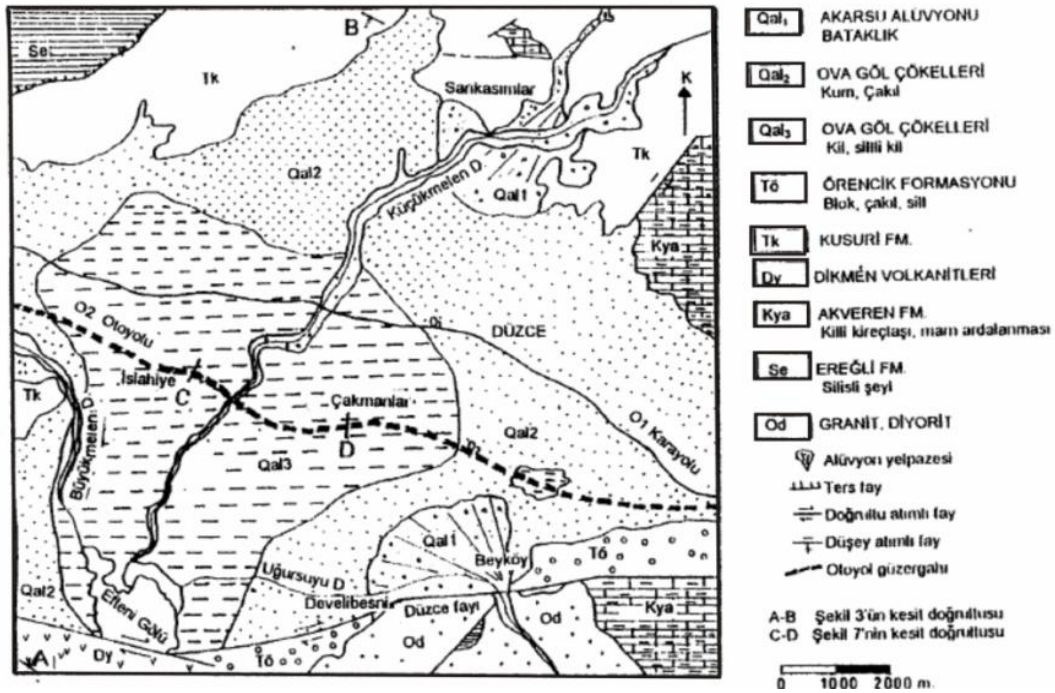 B
Se
Tk
Sarıkasımlar
K
Tk
Qal2
Küçükmelen D.
Qal1
Kya
O2 Otoyolu
DÜZCE
İslahiye
C
Tk
Çakmanlar
Büyükmelen D.
D
Qal2
O1 Karayolu
Qal3
Qal1
Beyköy
Tö
Uğursuyu D
Qal2
Efteni Gölü
Develibesni
Düzce fayı
Od
Od
Kya
A
Dy
Tö
Qal₁ AKARSU ALÜVYONU
BATAKLIK
Qal₂ OVA GÖL ÇÖKELLERİ
Kum, Çakıl
Qal₃ OVA GÖL ÇÖKELLERİ
Kil, siltli kil
Tö ÖRENCİK FORMASYONU
Blok, çakıl, silt
Tk KUSURİ FM.
Dy DİKMEN VOLKANİTLERİ
Kya AKVEREN FM.
Killi kireçtaşı, marn ardalanması
Se EREĞLİ FM.
Silisli şeyl
Od GRANİT, DİYORİT
Alüvyon yelpazesi
Ters fay
Doğrultu atımlı fay
Düşey atımlı fay
Otoyol güzergahı
A-B Şekil 3'ün kesit doğrultusu
C-D Şekil 7'nin kesit doğrultusu
0 1000 2000 m.